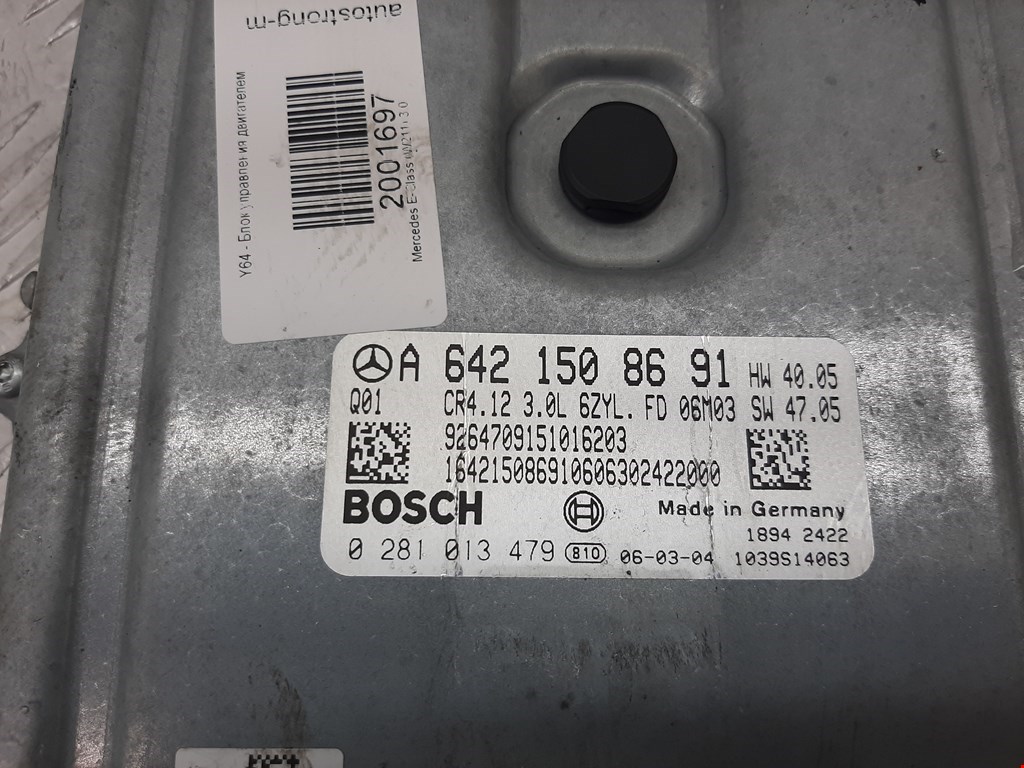 autostrong-m
Y64 - Блок управления двигателем
2001697
Mercedes E-Class (W211) 3.0
A 642 150 86 91 HW 40.05
Q01 CR4.12 3.0L 6ZYL. FD 06M03 SW 47.05
9264709151016203
16421508691060630242200​0
BOSCH Made in Germany
1894 2422
0 281 013 479 810 06-03-04 1039S14063